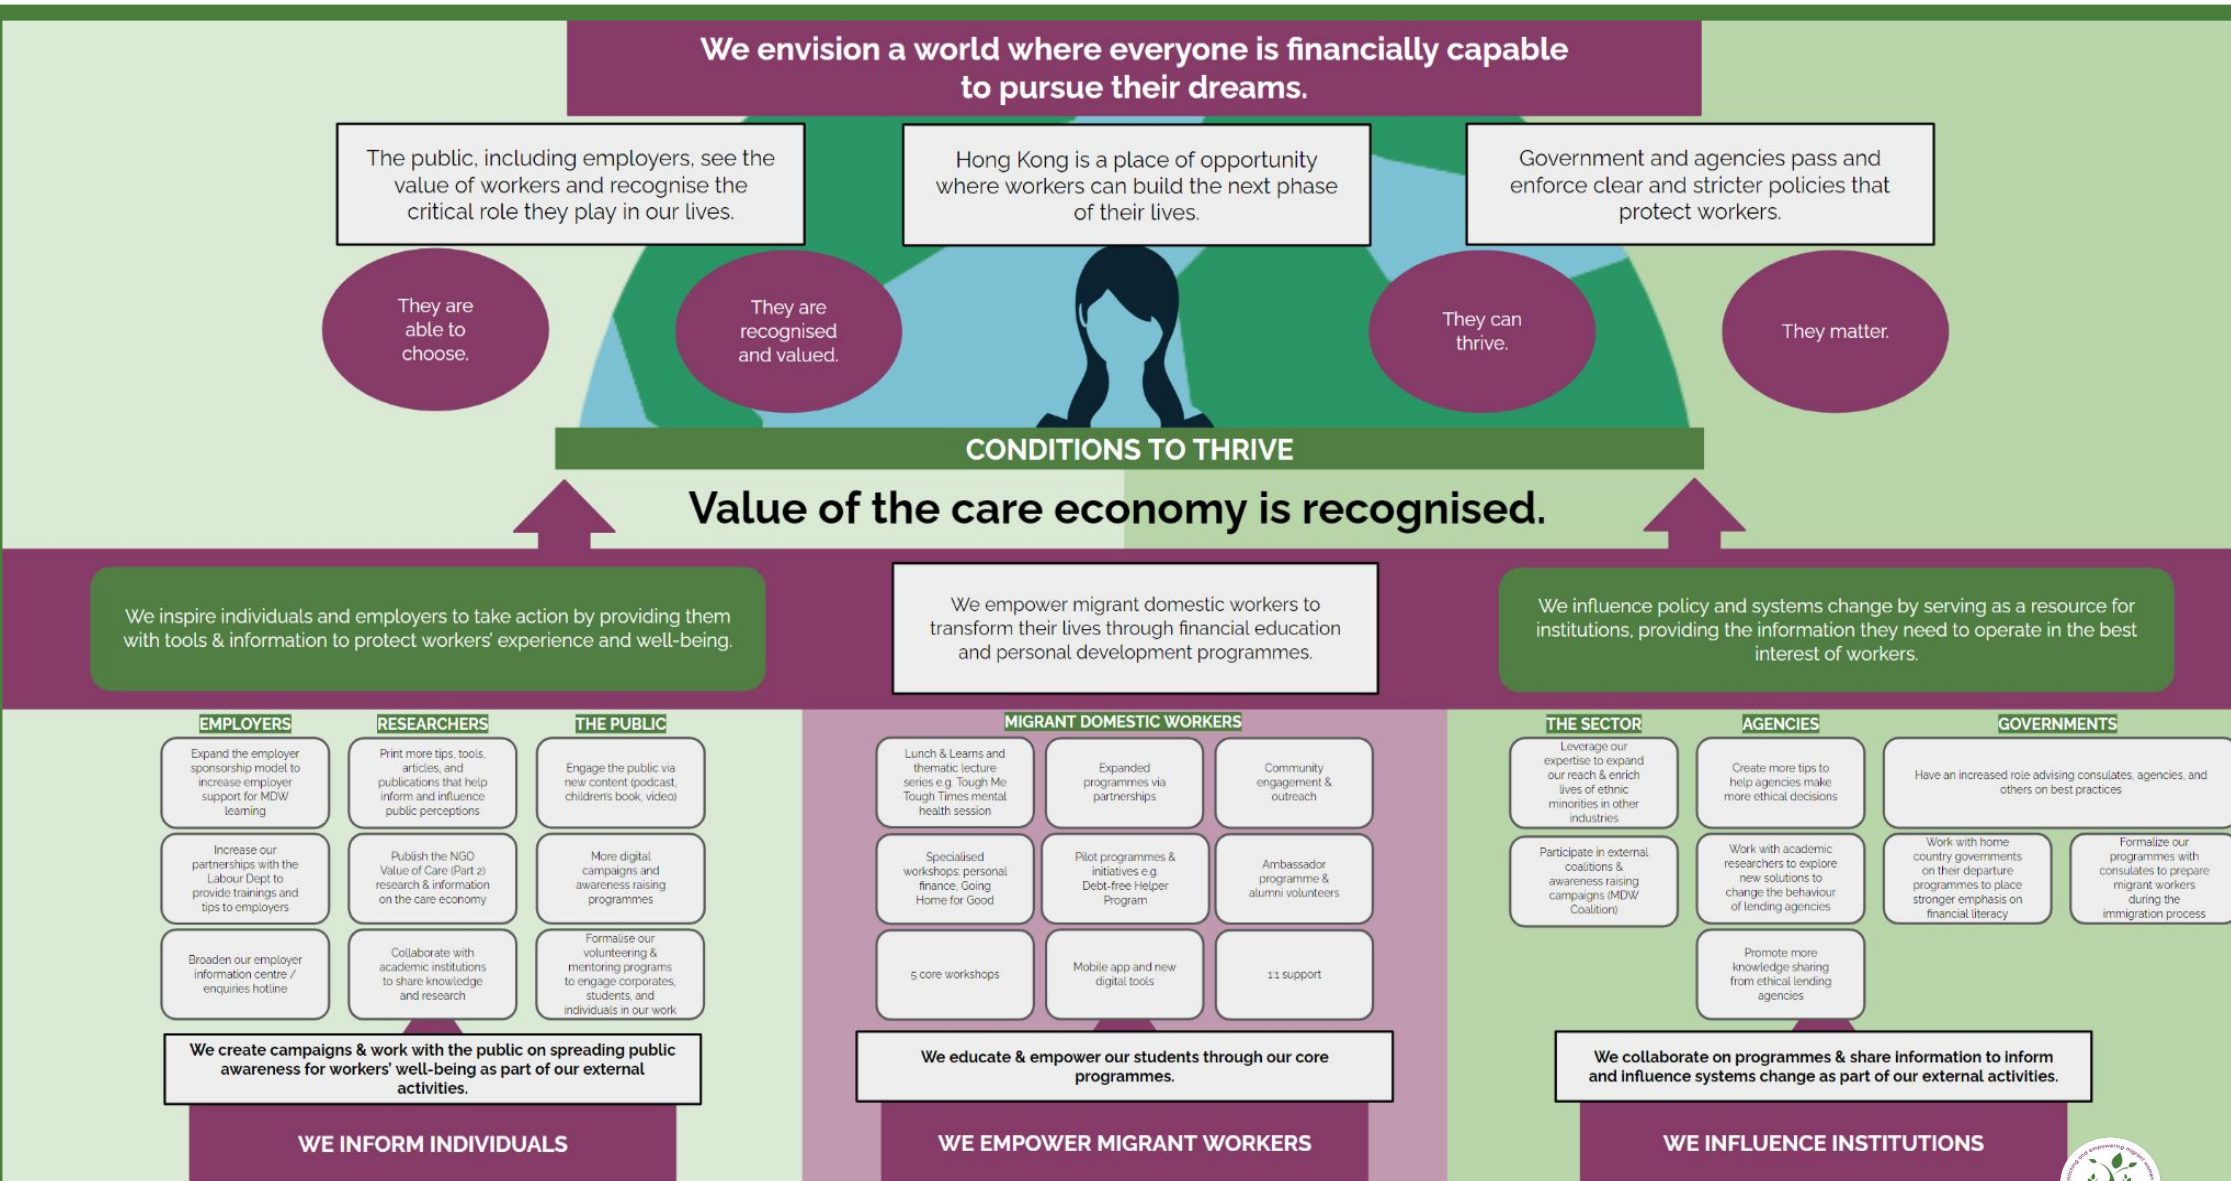 We envision a world where everyone is financially capable
to pursue their dreams.
The public, including employers, see the
value of workers and recognise the
critical role they play in our lives.
Hong Kong is a place of opportunity
where workers can build the next phase
of their lives.
Government and agencies pass and
enforce clear and stricter policies that
protect workers.
They are
able to
choose.
They are
recognised
and valued.
They can
thrive.
They matter.
CONDITIONS TO THRIVE
Value of the care economy is recognised.
We inspire individuals and employers to take action by providing them
with tools & information to protect workers' experience and well-being.
We empower migrant domestic workers to
transform their lives through financial education
and personal development programmes.
We influence policy and systems change by serving as a resource for
institutions, providing the information they need to operate in the best
interest of workers.
EMPLOYERS
Expand the employer
sponsorship model to
increase employer
support for MDW
learning
Increase our
partnerships with the
Labour Dept to
provide trainings and
tips to employers
Broaden our employer
information centre /
enquiries hotline
RESEARCHERS
Print more tips, tools,
articles, and
publications that help
inform and influence
public perceptions
Publish the NGO
Value of Care (Part 2)
research & information
on the care economy
Collaborate with
academic institutions
to share knowledge
and research
THE PUBLIC
Engage the public via
new content (podcast,
children's book, video)
More digital
campaigns and
awareness raising
programmes
Formalise our
volunteering &
mentoring programs
to engage corporates,
students, and
individuals in our work
We create campaigns & work with the public on spreading public
awareness for workers' well-being as part of our external
activities.
WE INFORM INDIVIDUALS
MIGRANT DOMESTIC WORKERS
Lunch & Learns and
thematic lecture
series e.g. Tough Me
Tough Times mental
health session
Expanded
programmes via
partnerships
Community
engagement &
outreach
Specialised
workshops: personal
finance, Going
Home for Good
Pilot programmes &
initiatives e.g.
Debt-free Helper
Program
Ambassador
programme &
alumni volunteers
5 core workshops
Mobile app and new
digital tools
1:1 support
We educate & empower our students through our core
programmes.
WE EMPOWER MIGRANT WORKERS
THE SECTOR
Leverage our
expertise to expand
our reach & enrich
lives of ethnic
minorities in other
industries
Participate in external
coalitions &
awareness raising
campaigns (MDW
Coalition)
AGENCIES
Create more tips to
help agencies make
more ethical decisions
Work with academic
researchers to explore
new solutions to
change the behaviour
of lending agencies
Promote more
knowledge sharing
from ethical lending
agencies
GOVERNMENTS
Have an increased role advising consulates, agencies, and
others on best practices
Work with home
country governments
on their departure
programmes to place
stronger emphasis on
financial literacy
Formalize our
programmes with
consulates to prepare
migrant workers
during the
immigration process
We collaborate on programmes & share information to inform
and influence systems change as part of our external activities.
WE INFLUENCE INSTITUTIONS
and empowering migrant women